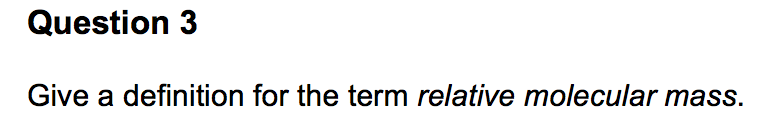 Question 3
Give a definition for the term relative molecular mass.